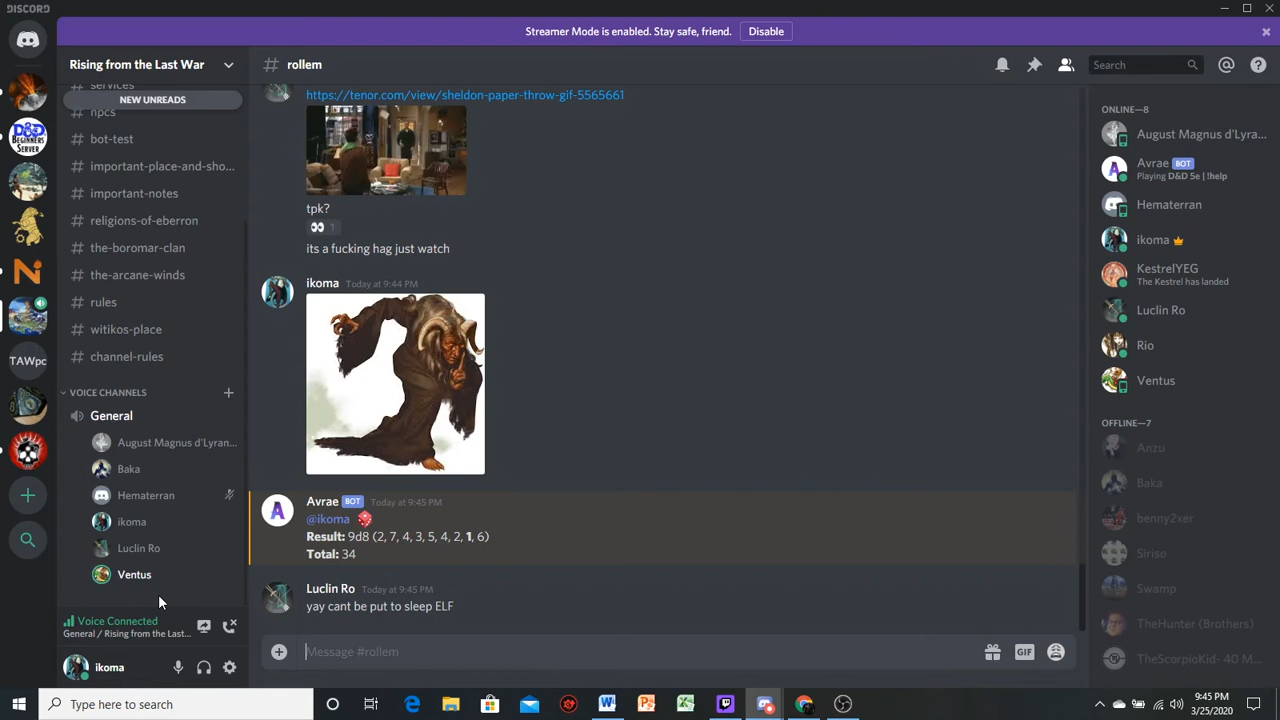 DISCORD
Streamer Mode is enabled. Stay safe, friend.
Disable
Rising from the Last War
# rollem
Search
services
NEW UNREADS
# npcs
# bot-test
# important-place-and-sho...
# important-notes
# religions-of-eberron
# the-boromar-clan
# the-arcane-winds
# rules
# witikos-place
# channel-rules
VOICE CHANNELS
General
August Magnus d'Lyran...
Baka
Hematerran
ikoma
Luclin Ro
Ventus
Voice Connected
General / Rising from the Last...
ikoma
D&D
BEGINNERS
SERVER
TAWpc
https://tenor.com/view/sheldon-paper-throw-gif-5565661
tpk?
1
its a fucking hag just watch
ikoma Today at 9:44 PM
Avrae BOT Today at 9:45 PM
@ikoma
Result: 9d8 (2, 7, 4, 3, 5, 4, 2, 1, 6)
Total: 34
Luclin Ro Today at 9:45 PM
yay cant be put to sleep ELF
Message #rollem
GIF
ONLINE—8
August Magnus d'Lyra...
Avrae BOT
Playing D&D 5e | !help
Hematerran
ikoma
KestrelYEG
The Kestrel has landed
Luclin Ro
Rio
Ventus
OFFLINE—7
Anzu
Baka
benny2xer
Siriso
Swamp
TheHunter (Brothers)
TheScorpioKid- 40 M...
Type here to search
9:45 PM
3/25/2020